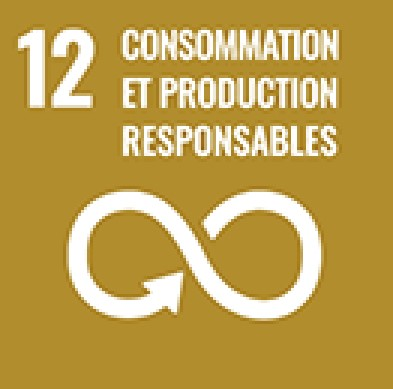 12 CONSOMMATION
ET PRODUCTION
RESPONSABLES